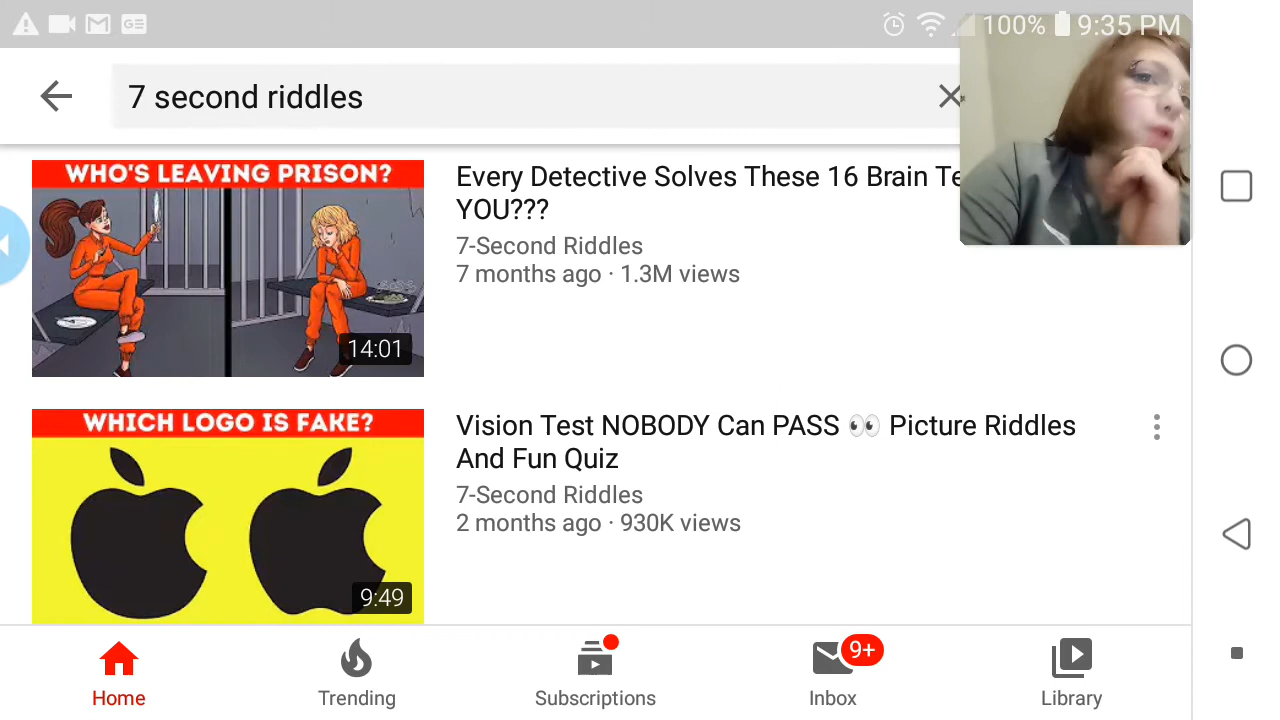 100% 9:35 PM
7 second riddles
WHO'S LEAVING PRISON?
14:01
Every Detective Solves These 16 Brain Te
YOU???
7-Second Riddles
7 months ago · 1.3M views
WHICH LOGO IS FAKE?
9:49
Vision Test NOBODY Can PASS 👀 Picture Riddles
And Fun Quiz
7-Second Riddles
2 months ago · 930K views
9+
Home Trending Subscriptions Inbox Library